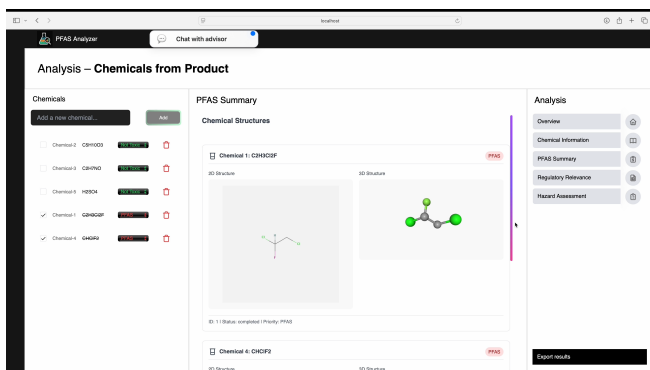 localhost
PFAS Analyzer
Chat with advisor
Analysis – Chemicals from Product
Chemicals
Add a new chemical...
Add
Chemical-2 C5H10O3
Chemical-3 C2H7NO
Chemical-5 H2SO4
Chemical-1 C2H3Cl2F
Chemical-4 CHClF2
PFAS Summary
Chemical Structures
Chemical 1: C2H3Cl2F
PFAS
2D Structure
3D Structure
ID: 1 | Status: completed | Priority: PFAS
Chemical 4: CHClF2
PFAS
2D Structure
3D Structure
Analysis
Overview
Chemical Information
PFAS Summary
Regulatory Relevance
Hazard Assessment
Export results